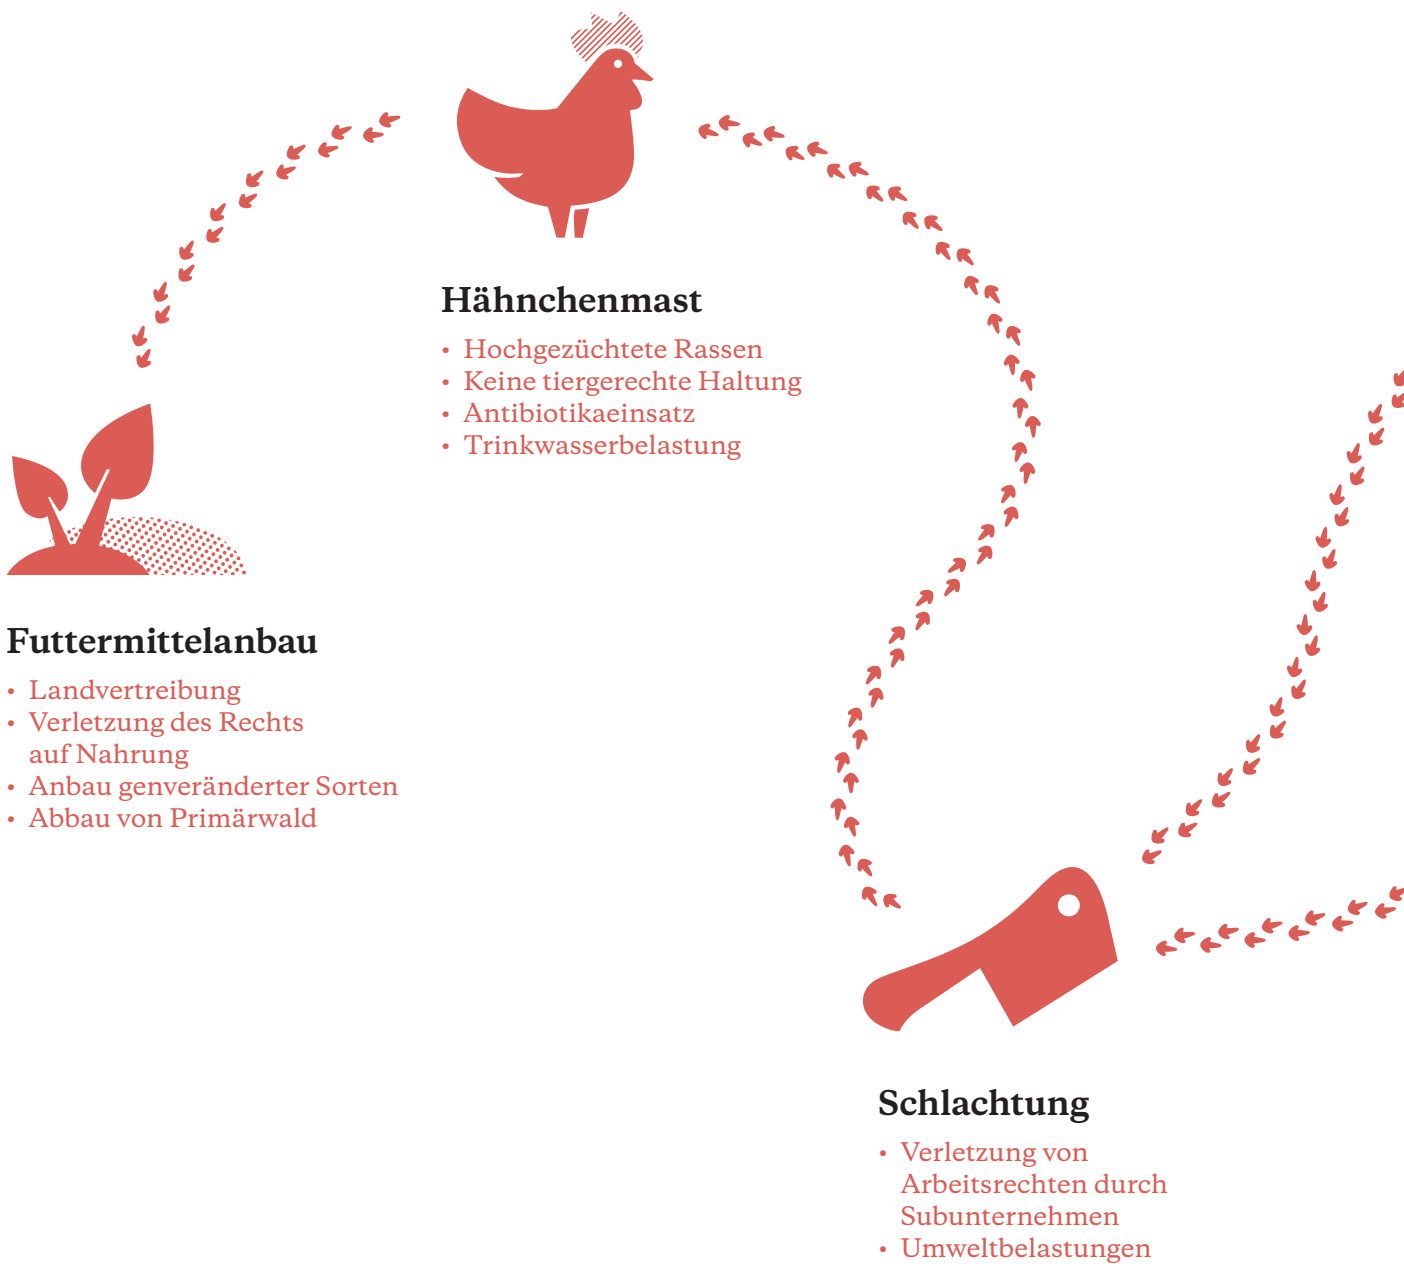 Hähnchenmast
• Hochgezüchtete Rassen
• Keine tiergerechte Haltung
• Antibiotikaeinsatz
• Trinkwasserbelastung
Futtermittelanbau
• Landvertreibung
• Verletzung des Rechts
auf Nahrung
• Anbau genveränderter Sorten
• Abbau von Primärwald
Schlachtung
• Verletzung von
Arbeitsrechten durch
Subunternehmen
• Umweltbelastungen